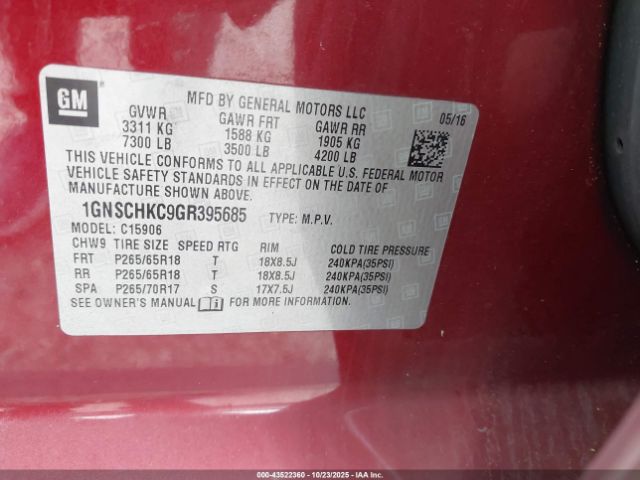 GM
MFD BY GENERAL MOTORS LLC
05/16
GVWR GAWR FRT GAWR RR
3311 KG 1588 KG 1905 KG
7300 LB 3500 LB 4200 LB
THIS VEHICLE CONFORMS TO ALL APPLICABLE U.S. FEDERAL MOTOR
VEHICLE SAFETY STANDARDS IN EFFECT ON THE DATE OF
MANUFACTURE SHOWN ABOVE.
1GNSCHKC9GR395685 TYPE: M.P.V.
MODEL: C15906
CHW9 TIRE SIZE SPEED RTG RIM COLD TIRE PRESSURE
FRT P265/65R18 T 18X8.5J 240KPA(35PSI)
RR P265/65R18 T 18X8.5J 240KPA(35PSI)
SPA P265/70R17 S 17X7.5J 240KPA(35PSI)
SEE OWNER'S MANUAL FOR MORE INFORMATION.
000-43522360 10/23/2025 IAA, Inc.